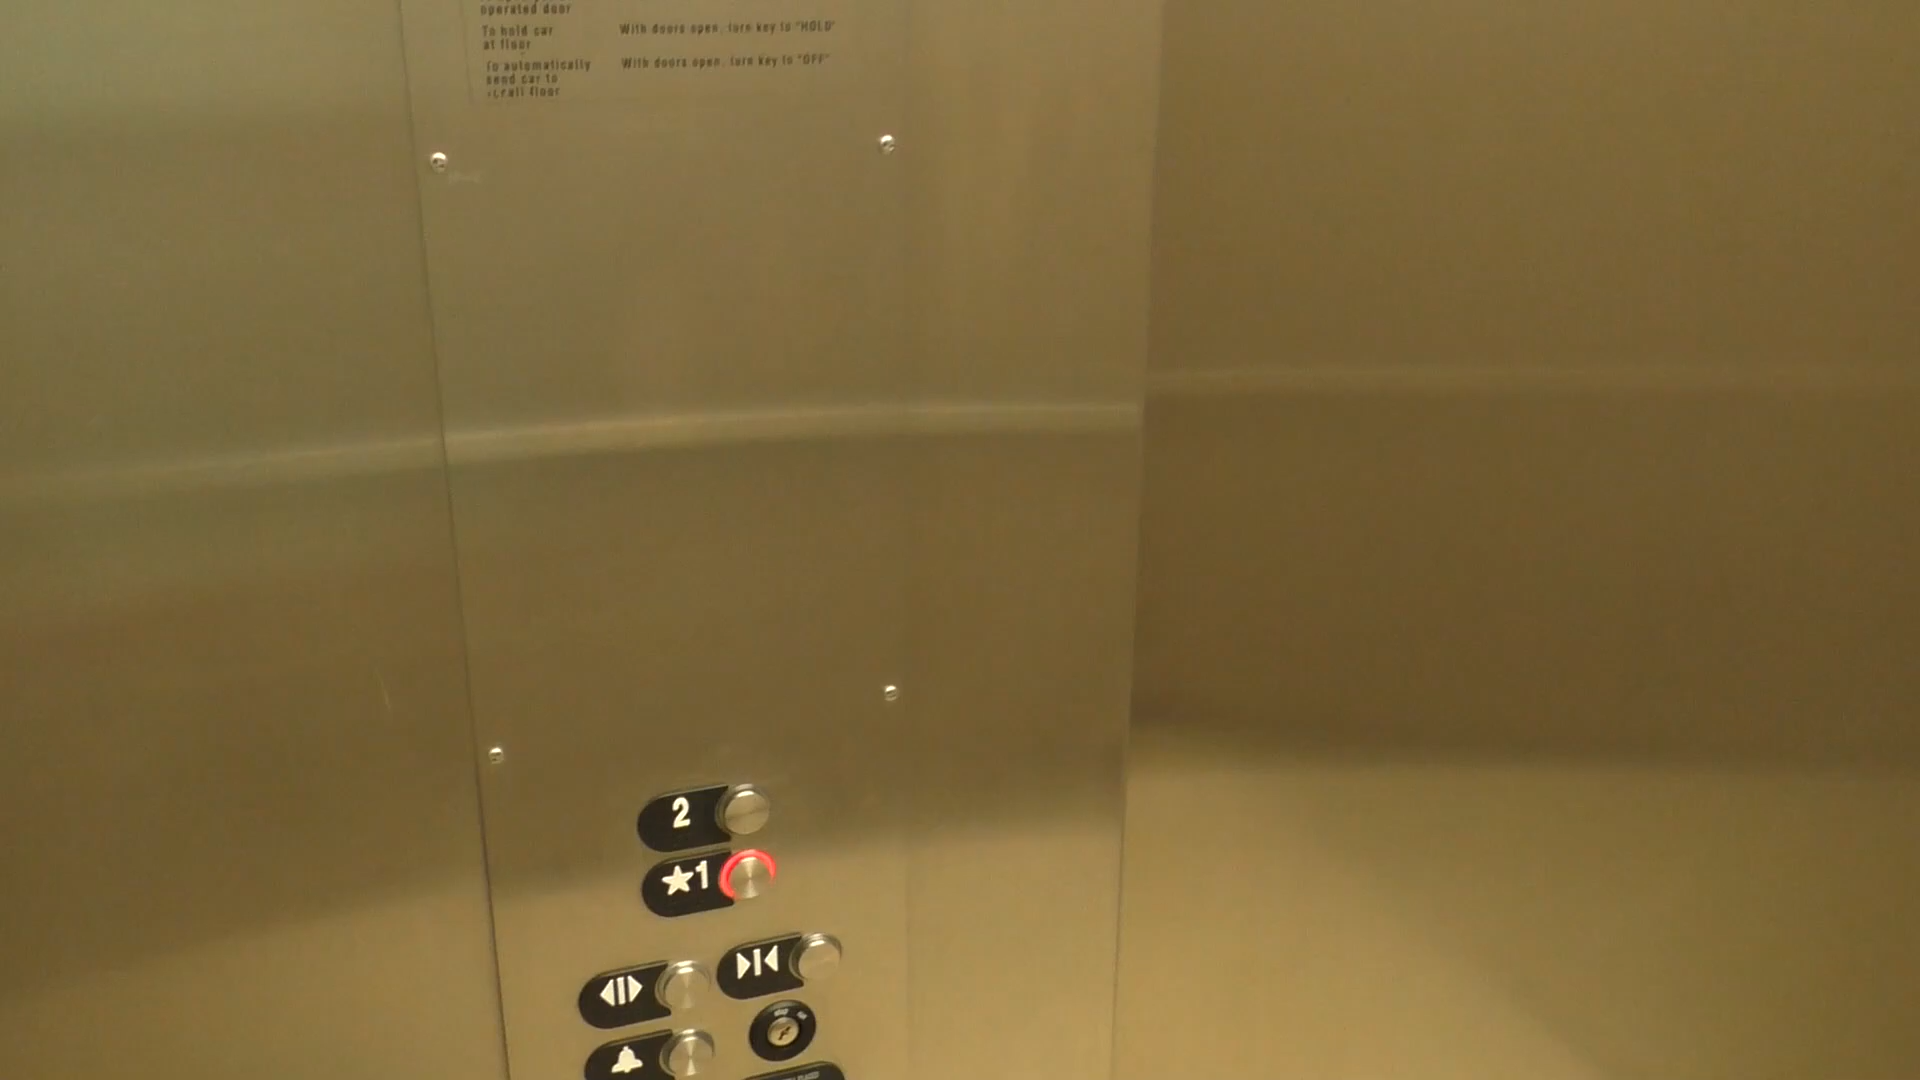 operated door
To hold car With doors open, turn key to "HOLD"
at floor
To automatically With doors open, turn key to "OFF"
send car to
recall floor
2
★1